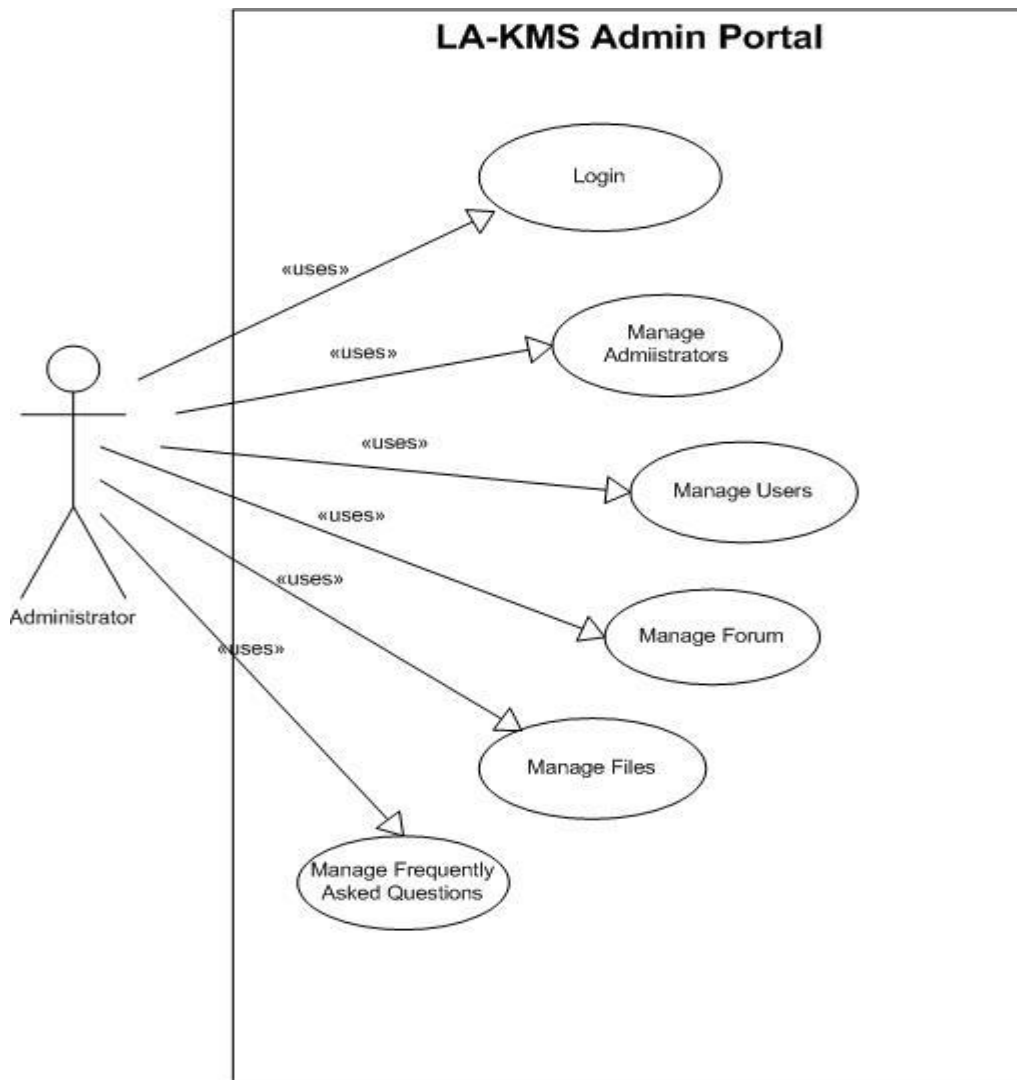 LA-KMS Admin Portal
Login
«uses»
«uses»
Manage
Admiistrators
«uses»
Manage Users
«uses»
Manage Forum
«uses»
Manage Files
Administrator
«uses»
Manage Frequently
Asked Questions